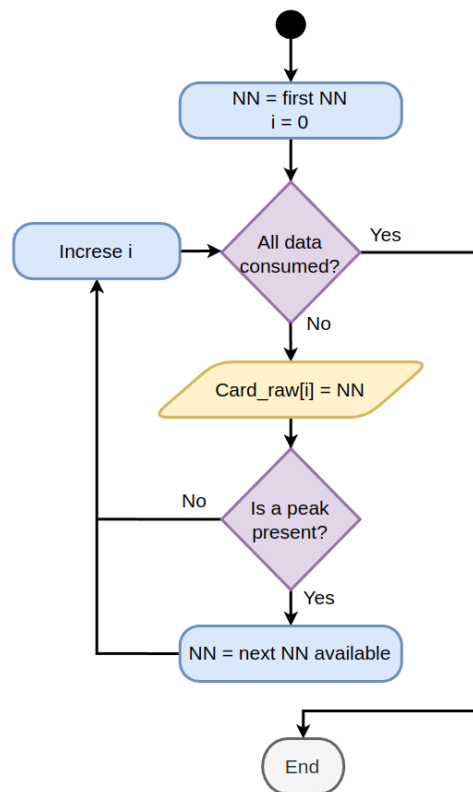 NN = first NN
i = 0
All data
consumed?
Yes
Increse i
No
Card_raw[i] = NN
Is a peak
present?
No
Yes
NN = next NN available
End